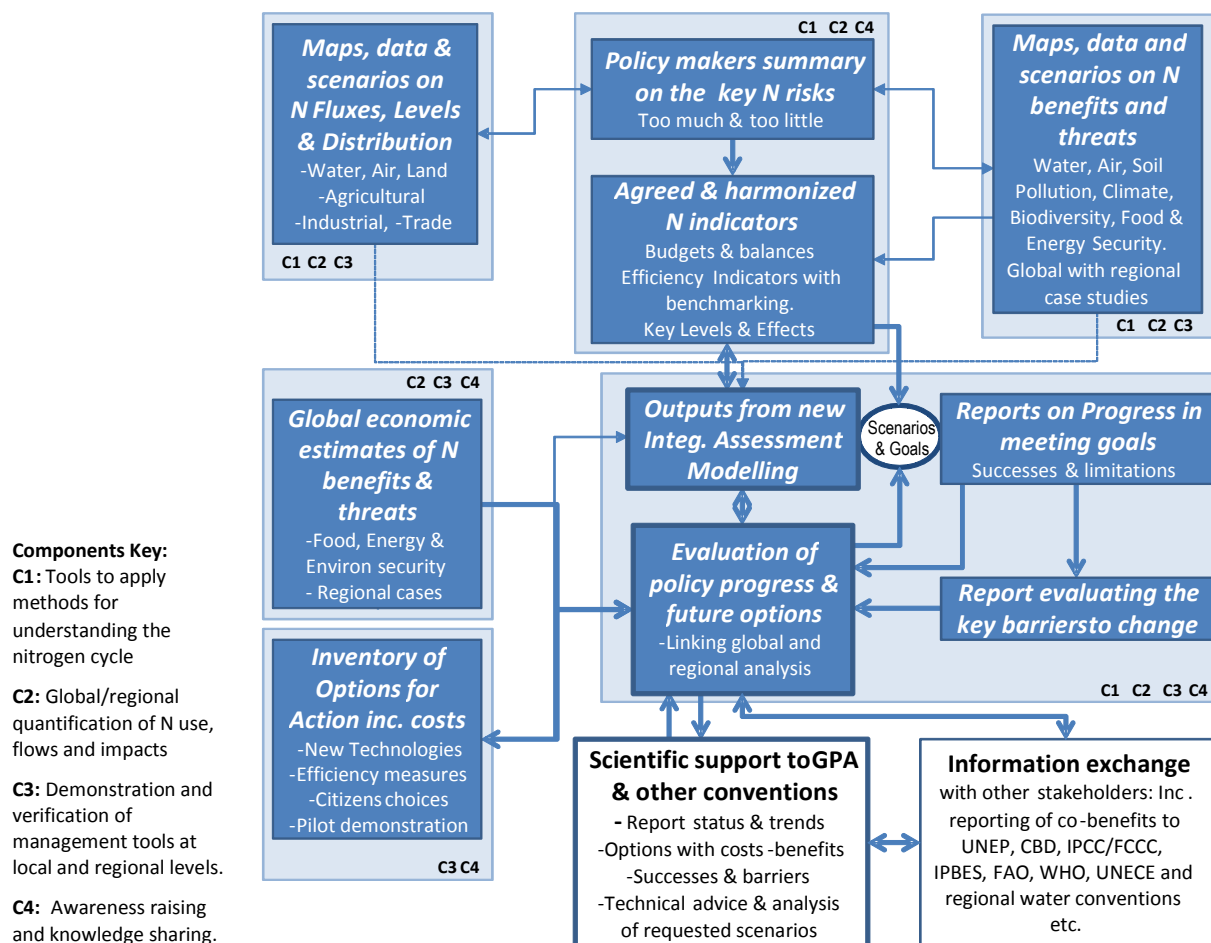 Maps, data &
scenarios on
N Fluxes, Levels
& Distribution
-Water, Air, Land
-Agricultural
-Industrial, -Trade
C1 C2 C3
C1 C2 C4
Policy makers summary
on the key N risks
Too much & too little
Agreed & harmonized
N indicators
Budgets & balances
Efficiency Indicators with
benchmarking.
Key Levels & Effects
Maps, data and
scenarios on N
benefits and
threats
Water, Air, Soil
Pollution, Climate,
Biodiversity, Food &
Energy Security.
Global with regional
case studies
C1 C2 C3
C2 C3 C4
Global economic
estimates of N
benefits &
threats
-Food, Energy &
Environ security
- Regional cases
Outputs from new
Integ. Assessment
Modelling
Scenarios
& Goals
Reports on Progress in
meeting goals
Successes & limitations
Evaluation of
policy progress &
future options
-Linking global and
regional analysis
Report evaluating the
key barriersto change
C1 C2 C3 C4
Inventory of
Options for
Action inc. costs
-New Technologies
-Efficiency measures
-Citizens choices
-Pilot demonstration
C3 C4
Scientific support toGPA
& other conventions
- Report status & trends
-Options with costs -benefits
-Successes & barriers
-Technical advice & analysis
of requested scenarios
Information exchange
with other stakeholders: Inc .
reporting of co-benefits to
UNEP, CBD, IPCC/FCCC,
IPBES, FAO, WHO, UNECE and
regional water conventions
etc.
Components Key:
C1: Tools to apply
methods for
understanding the
nitrogen cycle
C2: Global/regional
quantification of N use,
flows and impacts
C3: Demonstration and
verification of
management tools at
local and regional levels.
C4: Awareness raising
and knowledge sharing.